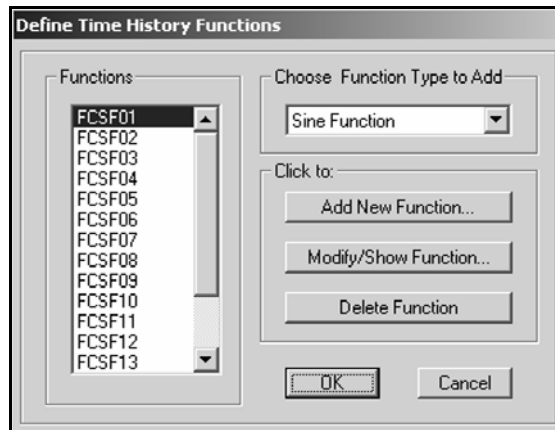 Define Time History Functions
Functions
FCSF01
FCSF02
FCSF03
FCSF04
FCSF05
FCSF06
FCSF07
FCSF08
FCSF09
FCSF10
FCSF11
FCSF12
FCSF13
Choose Function Type to Add
Sine Function
Click to:
Add New Function...
Modify/Show Function...
Delete Function
OK
Cancel